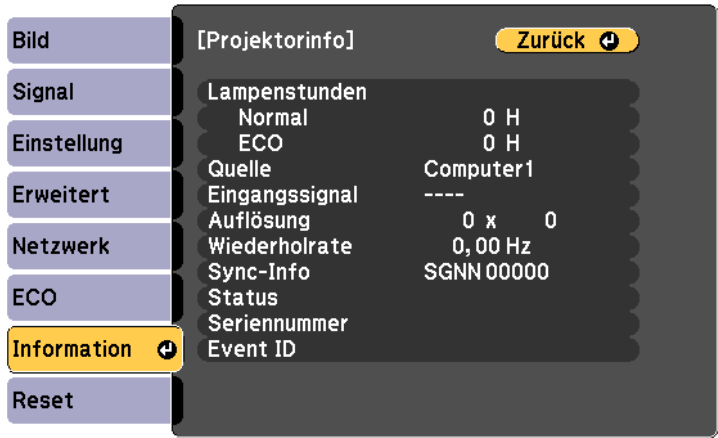 Bild
Signal
Einstellung
Erweitert
Netzwerk
ECO
Information
Reset
[Projektorinfo]
Zurück
Lampenstunden
Normal 0 H
ECO 0 H
Quelle Computer1
Eingangssignal ----
Auflösung 0 x 0
Wiederholrate 0,00 Hz
Sync-Info SGNN 00000
Status
Seriennummer
Event ID